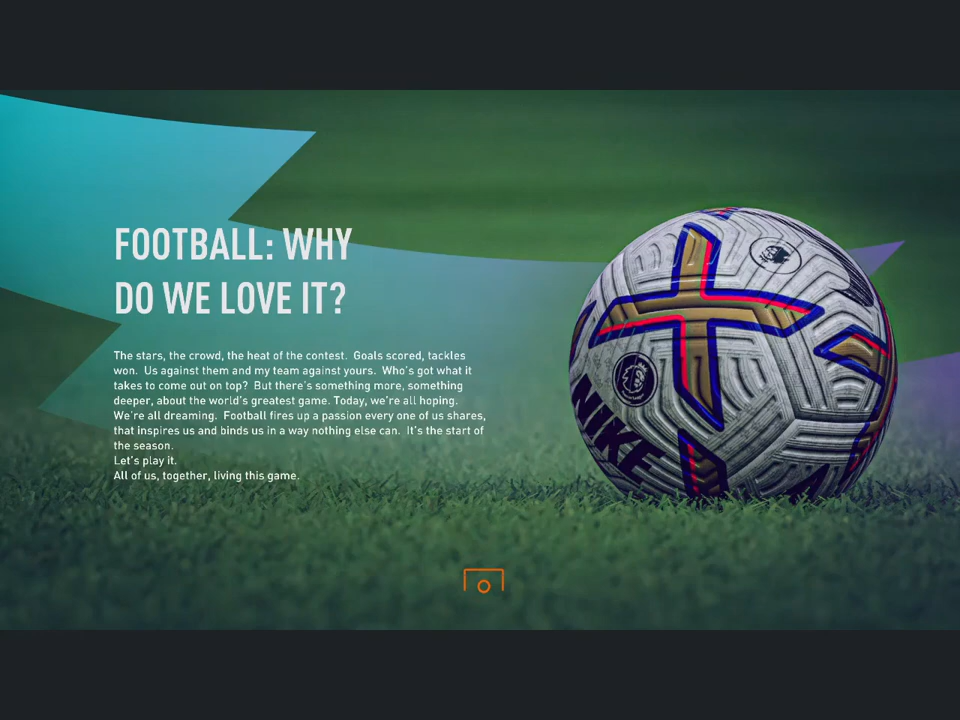 FOOTBALL: WHY
DO WE LOVE IT?
The stars, the crowd, the heat of the contest.  Goals scored, tackles
won.  Us against them and my team against yours.  Who's got what it
takes to come out on top?  But there's something more, something
deeper, about the world's greatest game. Today, we're all hoping.
We're all dreaming.  Football fires up a passion every one of us shares,
that inspires us and binds us in a way nothing else can.  It's the start of
the season.
Let's play it.
All of us, together, living this game.
NIKE